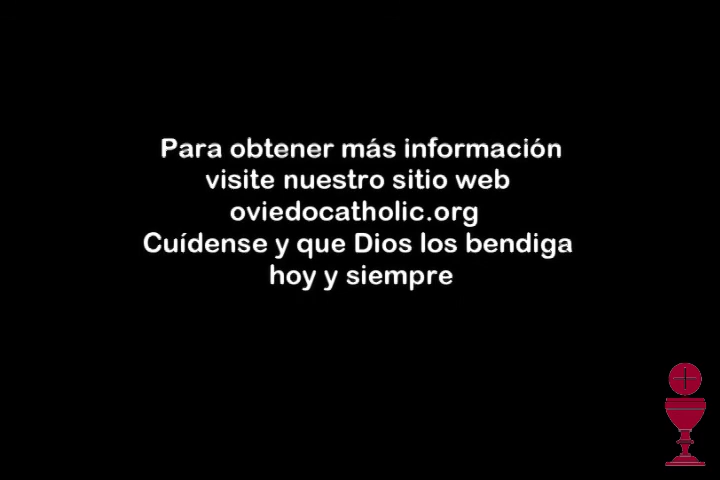 Para obtener más información
visite nuestro sitio web
oviedocatholic.org
Cuídense y que Dios los bendiga
hoy y siempre